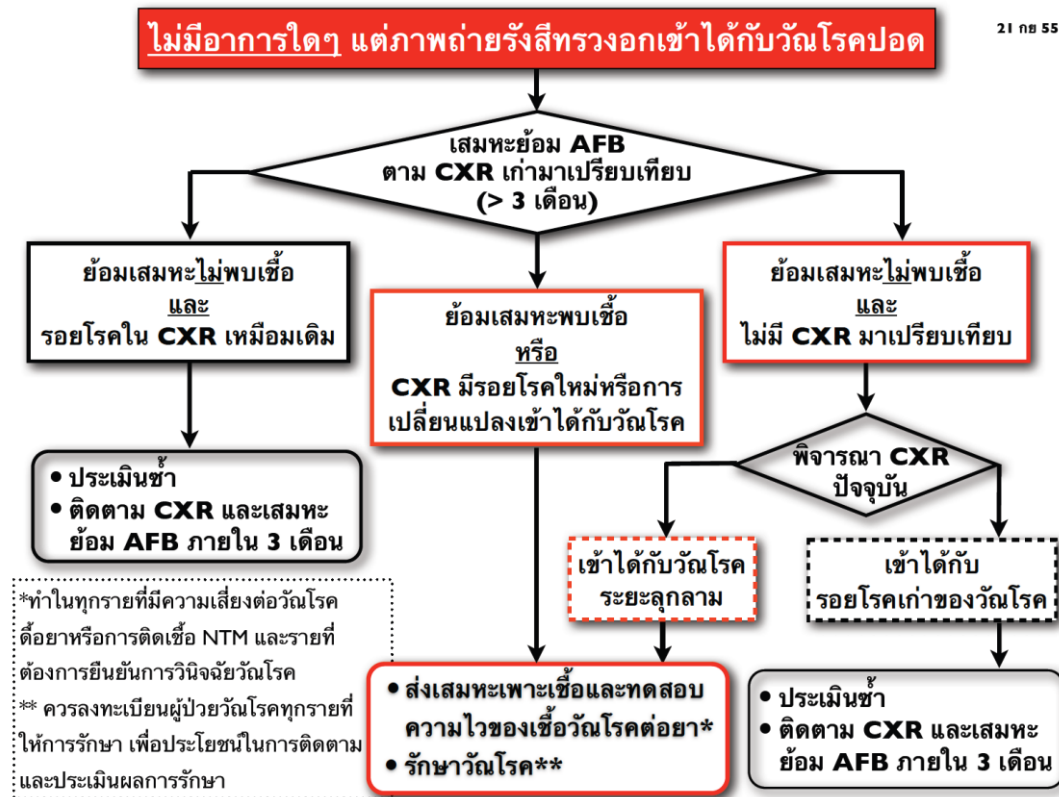 ไม่มีอาการใดๆ แต่ภาพถ่ายรังสีทรวงอกเข้าได้กับวัณโรคปอด
21 กย 55
เสมหะย้อม AFB
ตาม CXR เก่ามาเปรียบเทียบ
(> 3 เดือน)
ย้อมเสมหะไม่พบเชื้อ
และ
รอยโรคใน CXR เหมือมเดิม
ย้อมเสมหะพบเชื้อ
หรือ
CXR มีรอยโรคใหม่หรือการ
เปลี่ยนแปลงเข้าได้กับวัณโรค
ย้อมเสมหะไม่พบเชื้อ
และ
ไม่มี CXR มาเปรียบเทียบ
พิจารณา CXR
ปัจจุบัน
• ประเมินซ้ำ
• ติดตาม CXR และเสมหะ
ย้อม AFB ภายใน 3 เดือน
เข้าได้กับวัณโรค
ระยะลุกลาม
เข้าได้กับ
รอยโรคเก่าของวัณโรค
*ทำในทุกรายที่มีความเสี่ยงต่อวัณโรค
ดื้อยาหรือการติดเชื้อ NTM และรายที่
ต้องการยืนยันการวินิจฉัยวัณโรค
** ควรลงทะเบียนผู้ป่วยวัณโรคทุกรายที่
ให้การรักษา เพื่อประโยชน์ในการติดตาม
และประเมินผลการรักษา
• ส่งเสมหะเพาะเชื้อและทดสอบ
ความไวของเชื้อวัณโรคต่อยา*
• รักษาวัณโรค**
• ประเมินซ้ำ
• ติดตาม CXR และเสมหะ
ย้อม AFB ภายใน 3 เดือน